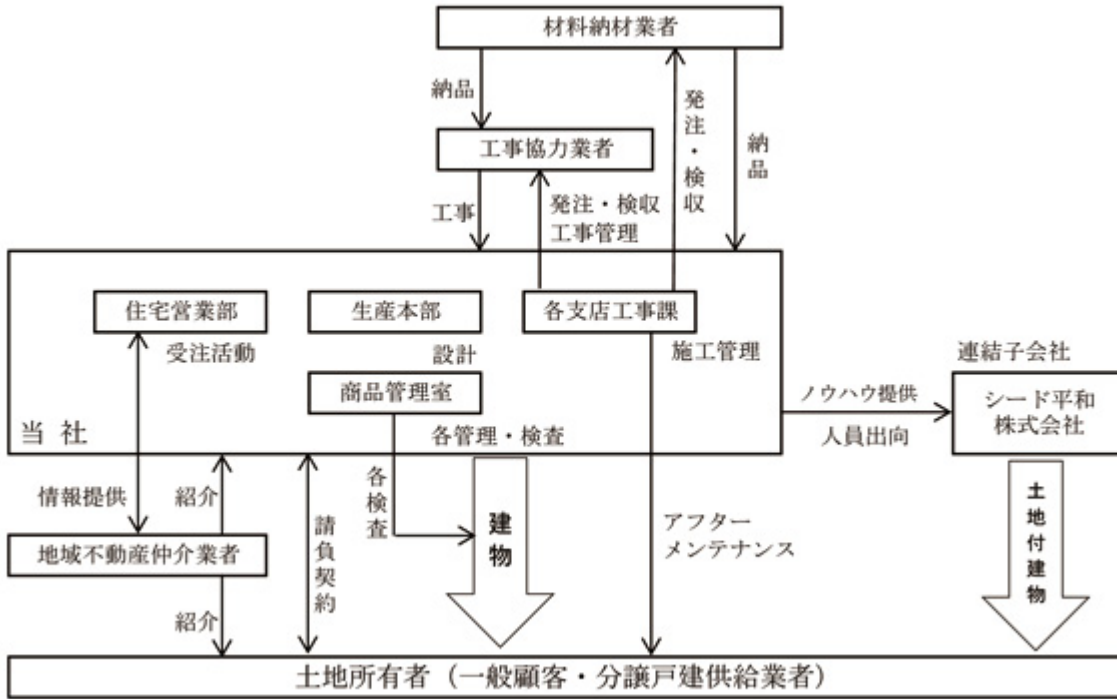 材料納材業者
納品
発注・検収
納品
工事協力業者
工事
発注・検収
工事管理
住宅営業部
生産本部
各支店工事課
受注活動
設計
施工管理
連結子会社
商品管理室
ノウハウ提供
シード平和
株式会社
当 社
各管理・検査
人員出向
情報提供
紹介
請負契約
各検査
建物
アフター
メンテナンス
土地付建物
地域不動産仲介業者
紹介
土地所有者（一般顧客・分譲戸建供給業者）